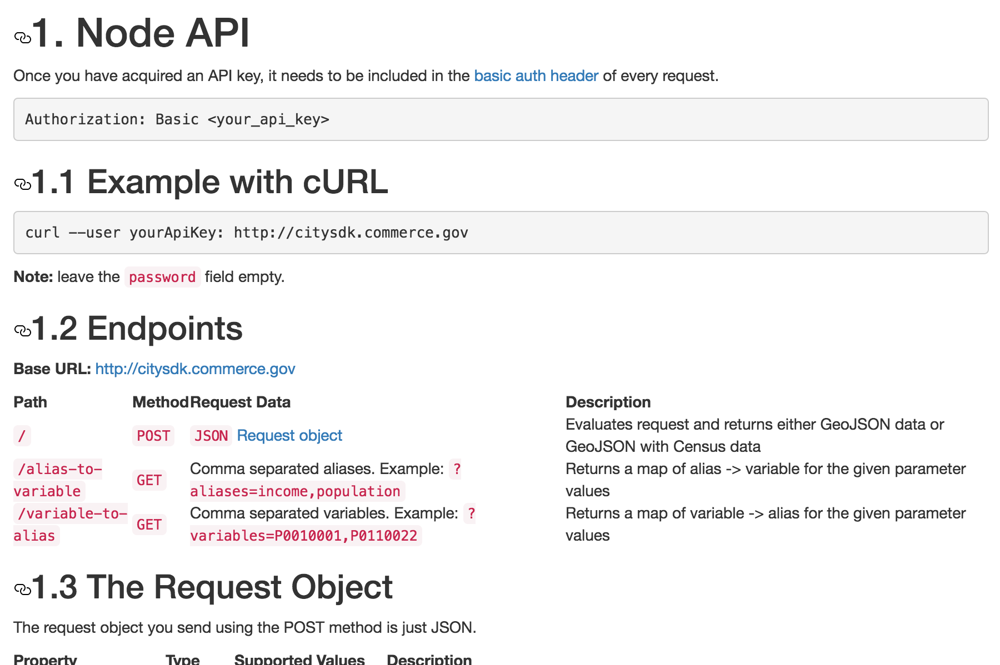 1. Node API
Once you have acquired an API key, it needs to be included in the basic auth header of every request.
Authorization: Basic <your_api_key>
1.1 Example with cURL
curl --user yourApiKey: http://citysdk.commerce.gov
Note: leave the password field empty.
1.2 Endpoints
Base URL: http://citysdk.commerce.gov
Path Method Request Data Description
/ POST JSON Request object Evaluates request and returns either GeoJSON data or
GeoJSON with Census data
/alias-to- Comma separated aliases. Example: ? Returns a map of alias -> variable for the given parameter
variable GET aliases=income,population values
/variable-to- Comma separated variables. Example: ? Returns a map of variable -> alias for the given parameter
alias GET variables=P0010001,P0110022 values
1.3 The Request Object
The request object you send using the POST method is just JSON.
Property Type Supported Values Description